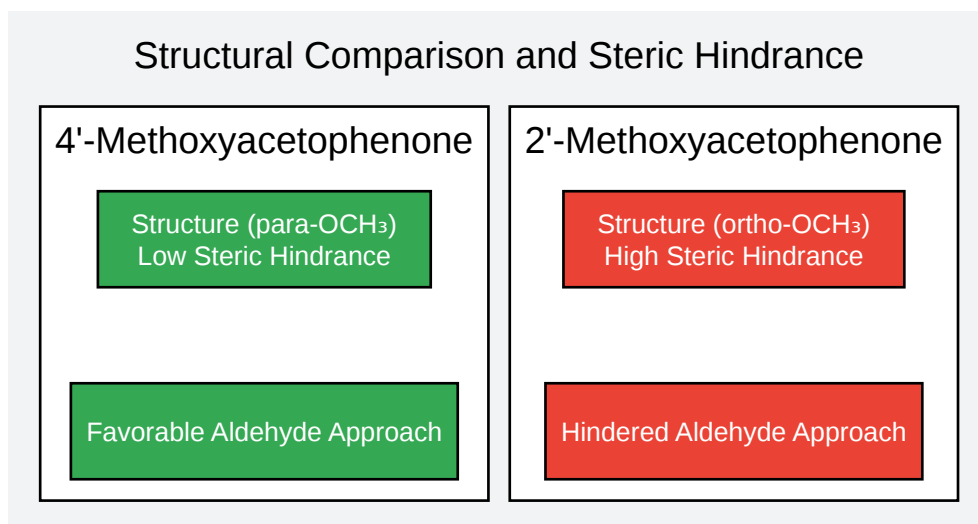 Structural Comparison and Steric Hindrance
4'-Methoxyacetophenone
Structure (para-OCH₃)
Low Steric Hindrance
Favorable Aldehyde Approach
2'-Methoxyacetophenone
Structure (ortho-OCH₃)
High Steric Hindrance
Hindered Aldehyde Approach